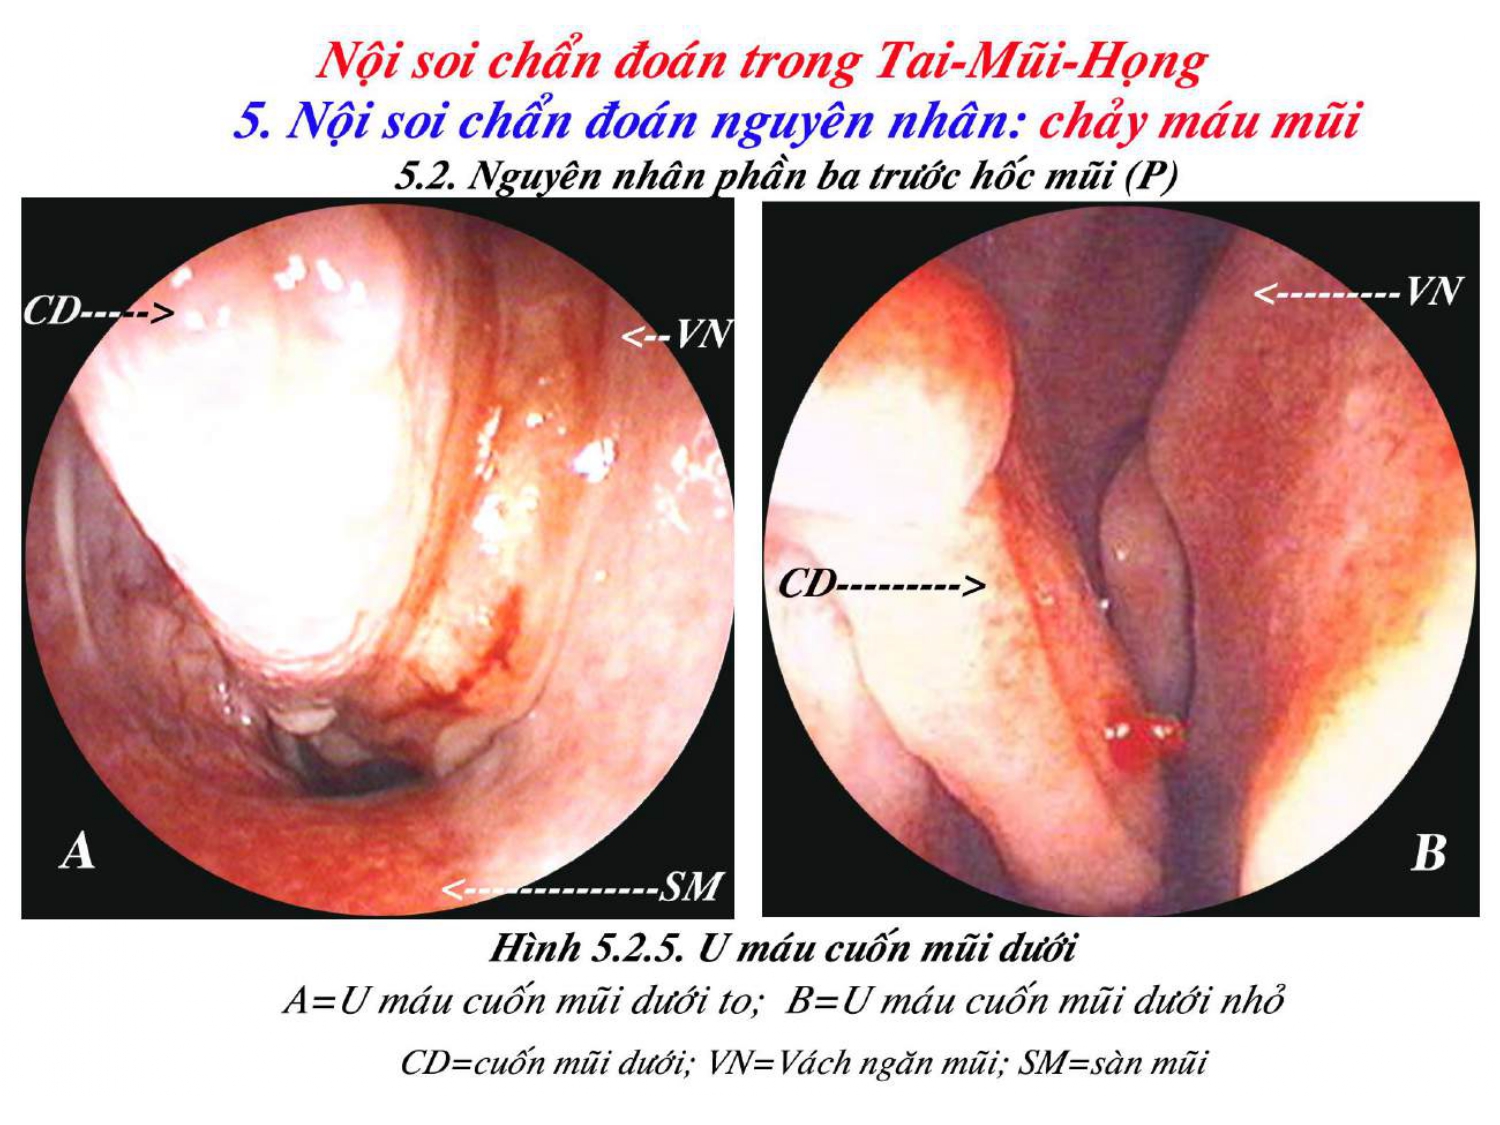 Nội soi chẩn đoán trong Tai-Mũi-Họng
5. Nội soi chẩn đoán nguyên nhân: chảy máu mũi
5.2. Nguyên nhân phần ba trước hốc mũi (P)
CD----->
<--VN
A
<--------------SM
<---------VN
CD--------->
B
Hình 5.2.5. U máu cuốn mũi dưới
A=U máu cuốn mũi dưới to; B=U máu cuốn mũi dưới nhỏ
CD=cuốn mũi dưới; VN=Vách ngăn mũi; SM=sàn mũi